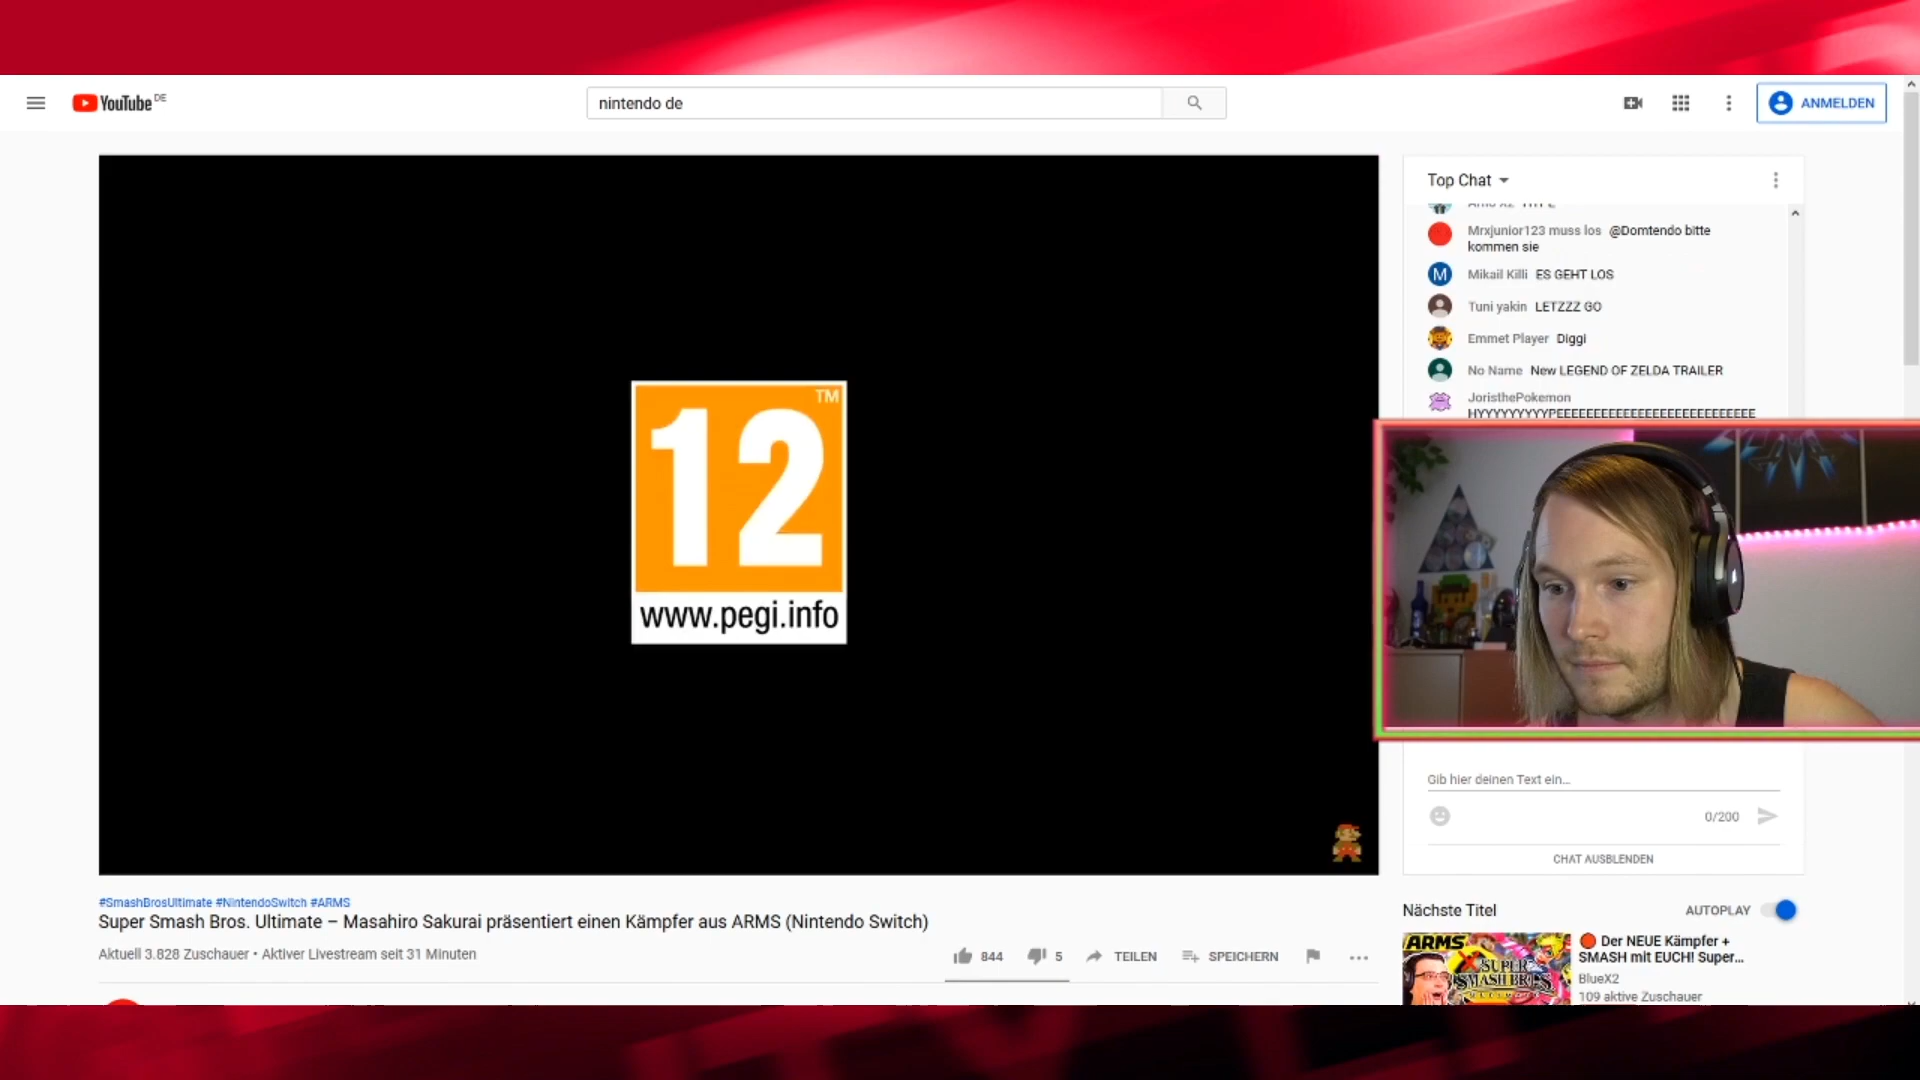 YouTube DE
nintendo de
ANMELDEN
TM
12
www.pegi.info
Top Chat
Mrxjunior123 muss los @Domtendo bitte
kommen sie
Mikail Killi ES GEHT LOS
Tuni yakin LETZZZ GO
Emmet Player Diggi
No Name New LEGEND OF ZELDA TRAILER
JoristhePokemon
HYYYYYYYYYPEEEEEEEEEEEEEEEEEEEEEEEEEEE
Gib hier deinen Text ein...
0/200
CHAT AUSBLENDEN
#SmashBrosUltimate #NintendoSwitch #ARMS
Super Smash Bros. Ultimate – Masahiro Sakurai präsentiert einen Kämpfer aus ARMS (Nintendo Switch)
Aktuell 3.828 Zuschauer • Aktiver Livestream seit 31 Minuten
844
5
TEILEN
SPEICHERN
Nächste Titel
AUTOPLAY
ARMS
SUPER
SMASH BROS.
ULTIMATE
Der NEUE Kämpfer +
SMASH mit EUCH! Super...
BlueX2
109 aktive Zuschauer